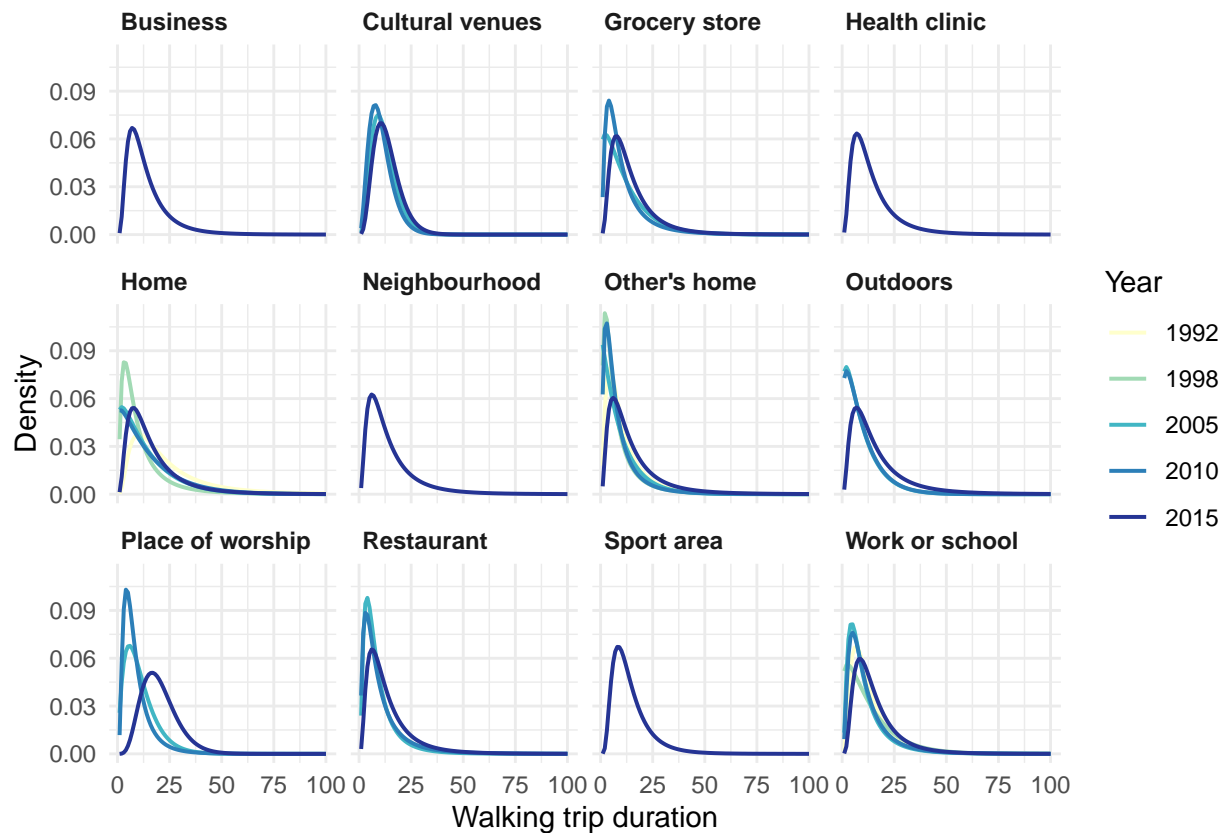 Business Cultural venues Grocery store Health clinic
0.09
0.06
0.03
0.00
Home Neighbourhood Other's home Outdoors
0.09
0.06
0.03
0.00
Place of worship Restaurant Sport area Work or school
0.09
0.06
0.03
0.00
0 25 50 75 100 0 25 50 75 100 0 25 50 75 100 0 25 50 75 100
Walking trip duration
Density
Year
1992
1998
2005
2010
2015